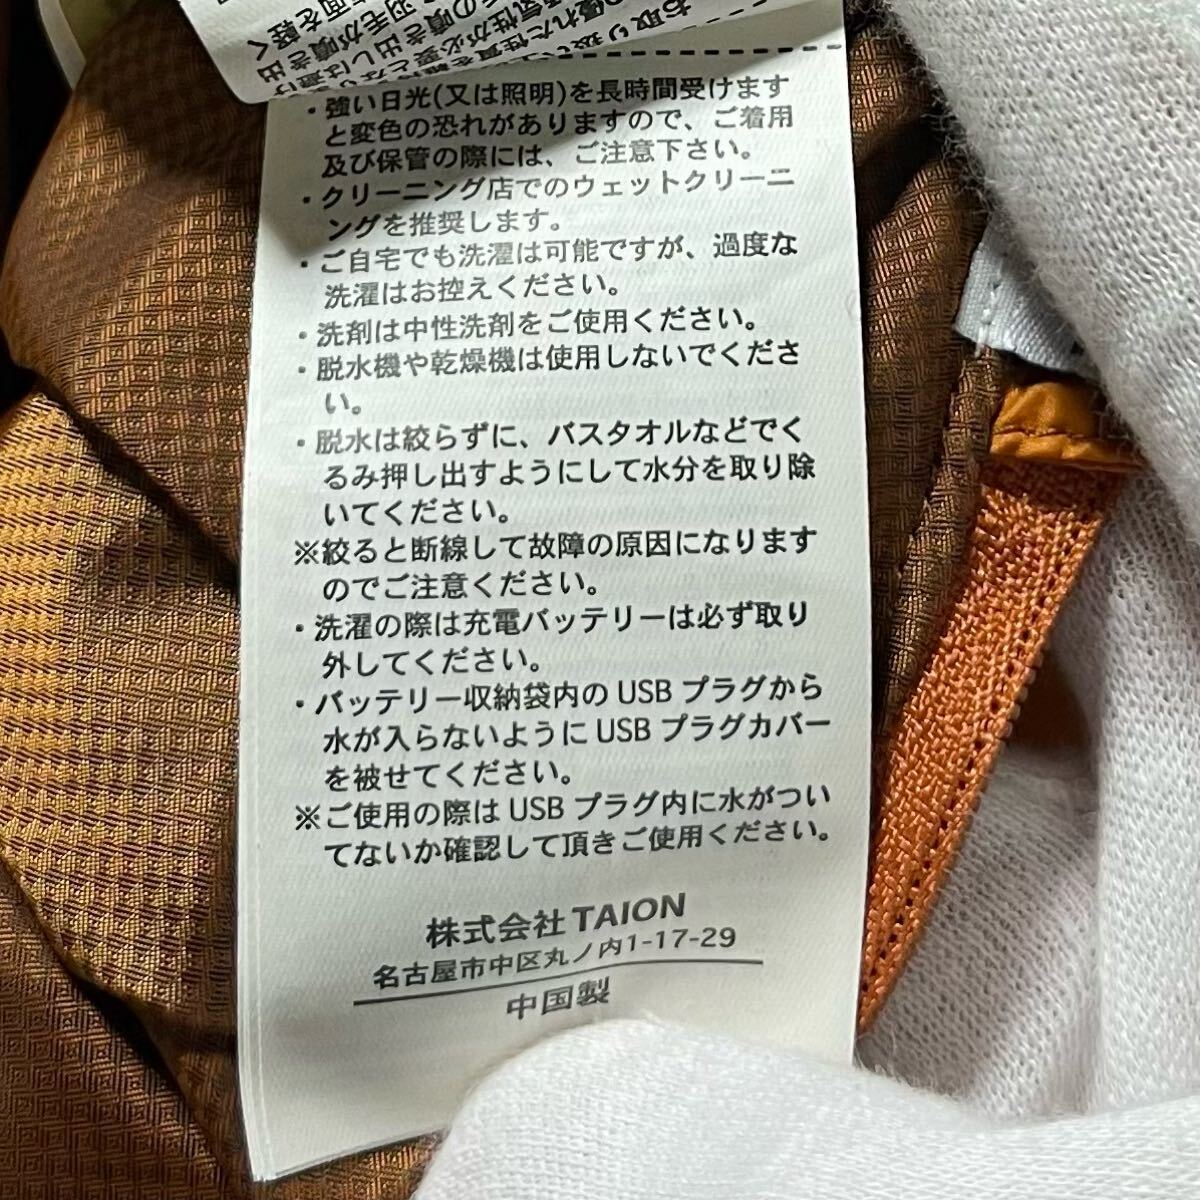 ・強い日光(又は照明)を長時間受けます
と変色の恐れがありますので、ご着用
及び保管の際には、ご注意下さい。
・クリーニング店でのウェットクリーニ
ングを推奨します。
・ご自宅でも洗濯は可能ですが、過度な
洗濯はお控えください。
・洗剤は中性洗剤をご使用ください。
・脱水機や乾燥機は使用しないでくださ
い。
・脱水は絞らずに、バスタオルなどでく
るみ押し出すようにして水分を取り除
いてください。
※絞ると断線して故障の原因になります
のでご注意ください。
・洗濯の際は充電バッテリーは必ず取り
外してください。
・バッテリー収納袋内の USB プラグから
水が入らないように USB プラグカバー
を被せてください。
※ご使用の際は USB プラグ内に水がつい
てないか確認して頂きご使用ください。
株式会社 TAION
名古屋市中区丸ノ内1-17-29
中国製